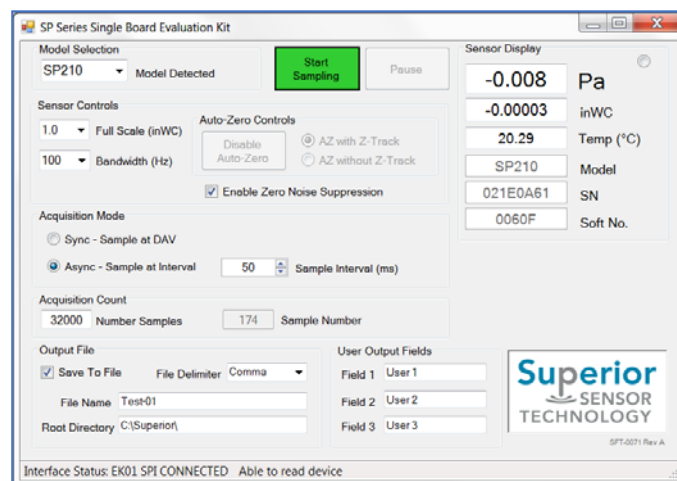 SP Series Single Board Evaluation Kit
Model Selection
SP210 Model Detected
Start Sampling
Pause
Sensor Display
-0.008 Pa
-0.00003 inWC
20.29 Temp (°C)
SP210 Model
021E0A61 SN
0060F Soft No.
Sensor Controls
1.0 Full Scale (inWC)
100 Bandwidth (Hz)
Auto-Zero Controls
Disable Auto-Zero
AZ with Z-Track
AZ without Z-Track
Enable Zero Noise Suppression
Acquisition Mode
Sync - Sample at DAV
Async - Sample at Interval 50 Sample Interval (ms)
Acquisition Count
32000 Number Samples 174 Sample Number
Output File
Save To File File Delimiter Comma
File Name Test-01
Root Directory C:\Superior\
User Output Fields
Field 1 User 1
Field 2 User 2
Field 3 User 3
Superior
SENSOR
TECHNOLOGY
SFT-0071 Rev A
Interface Status: EK01 SPI CONNECTED Able to read device